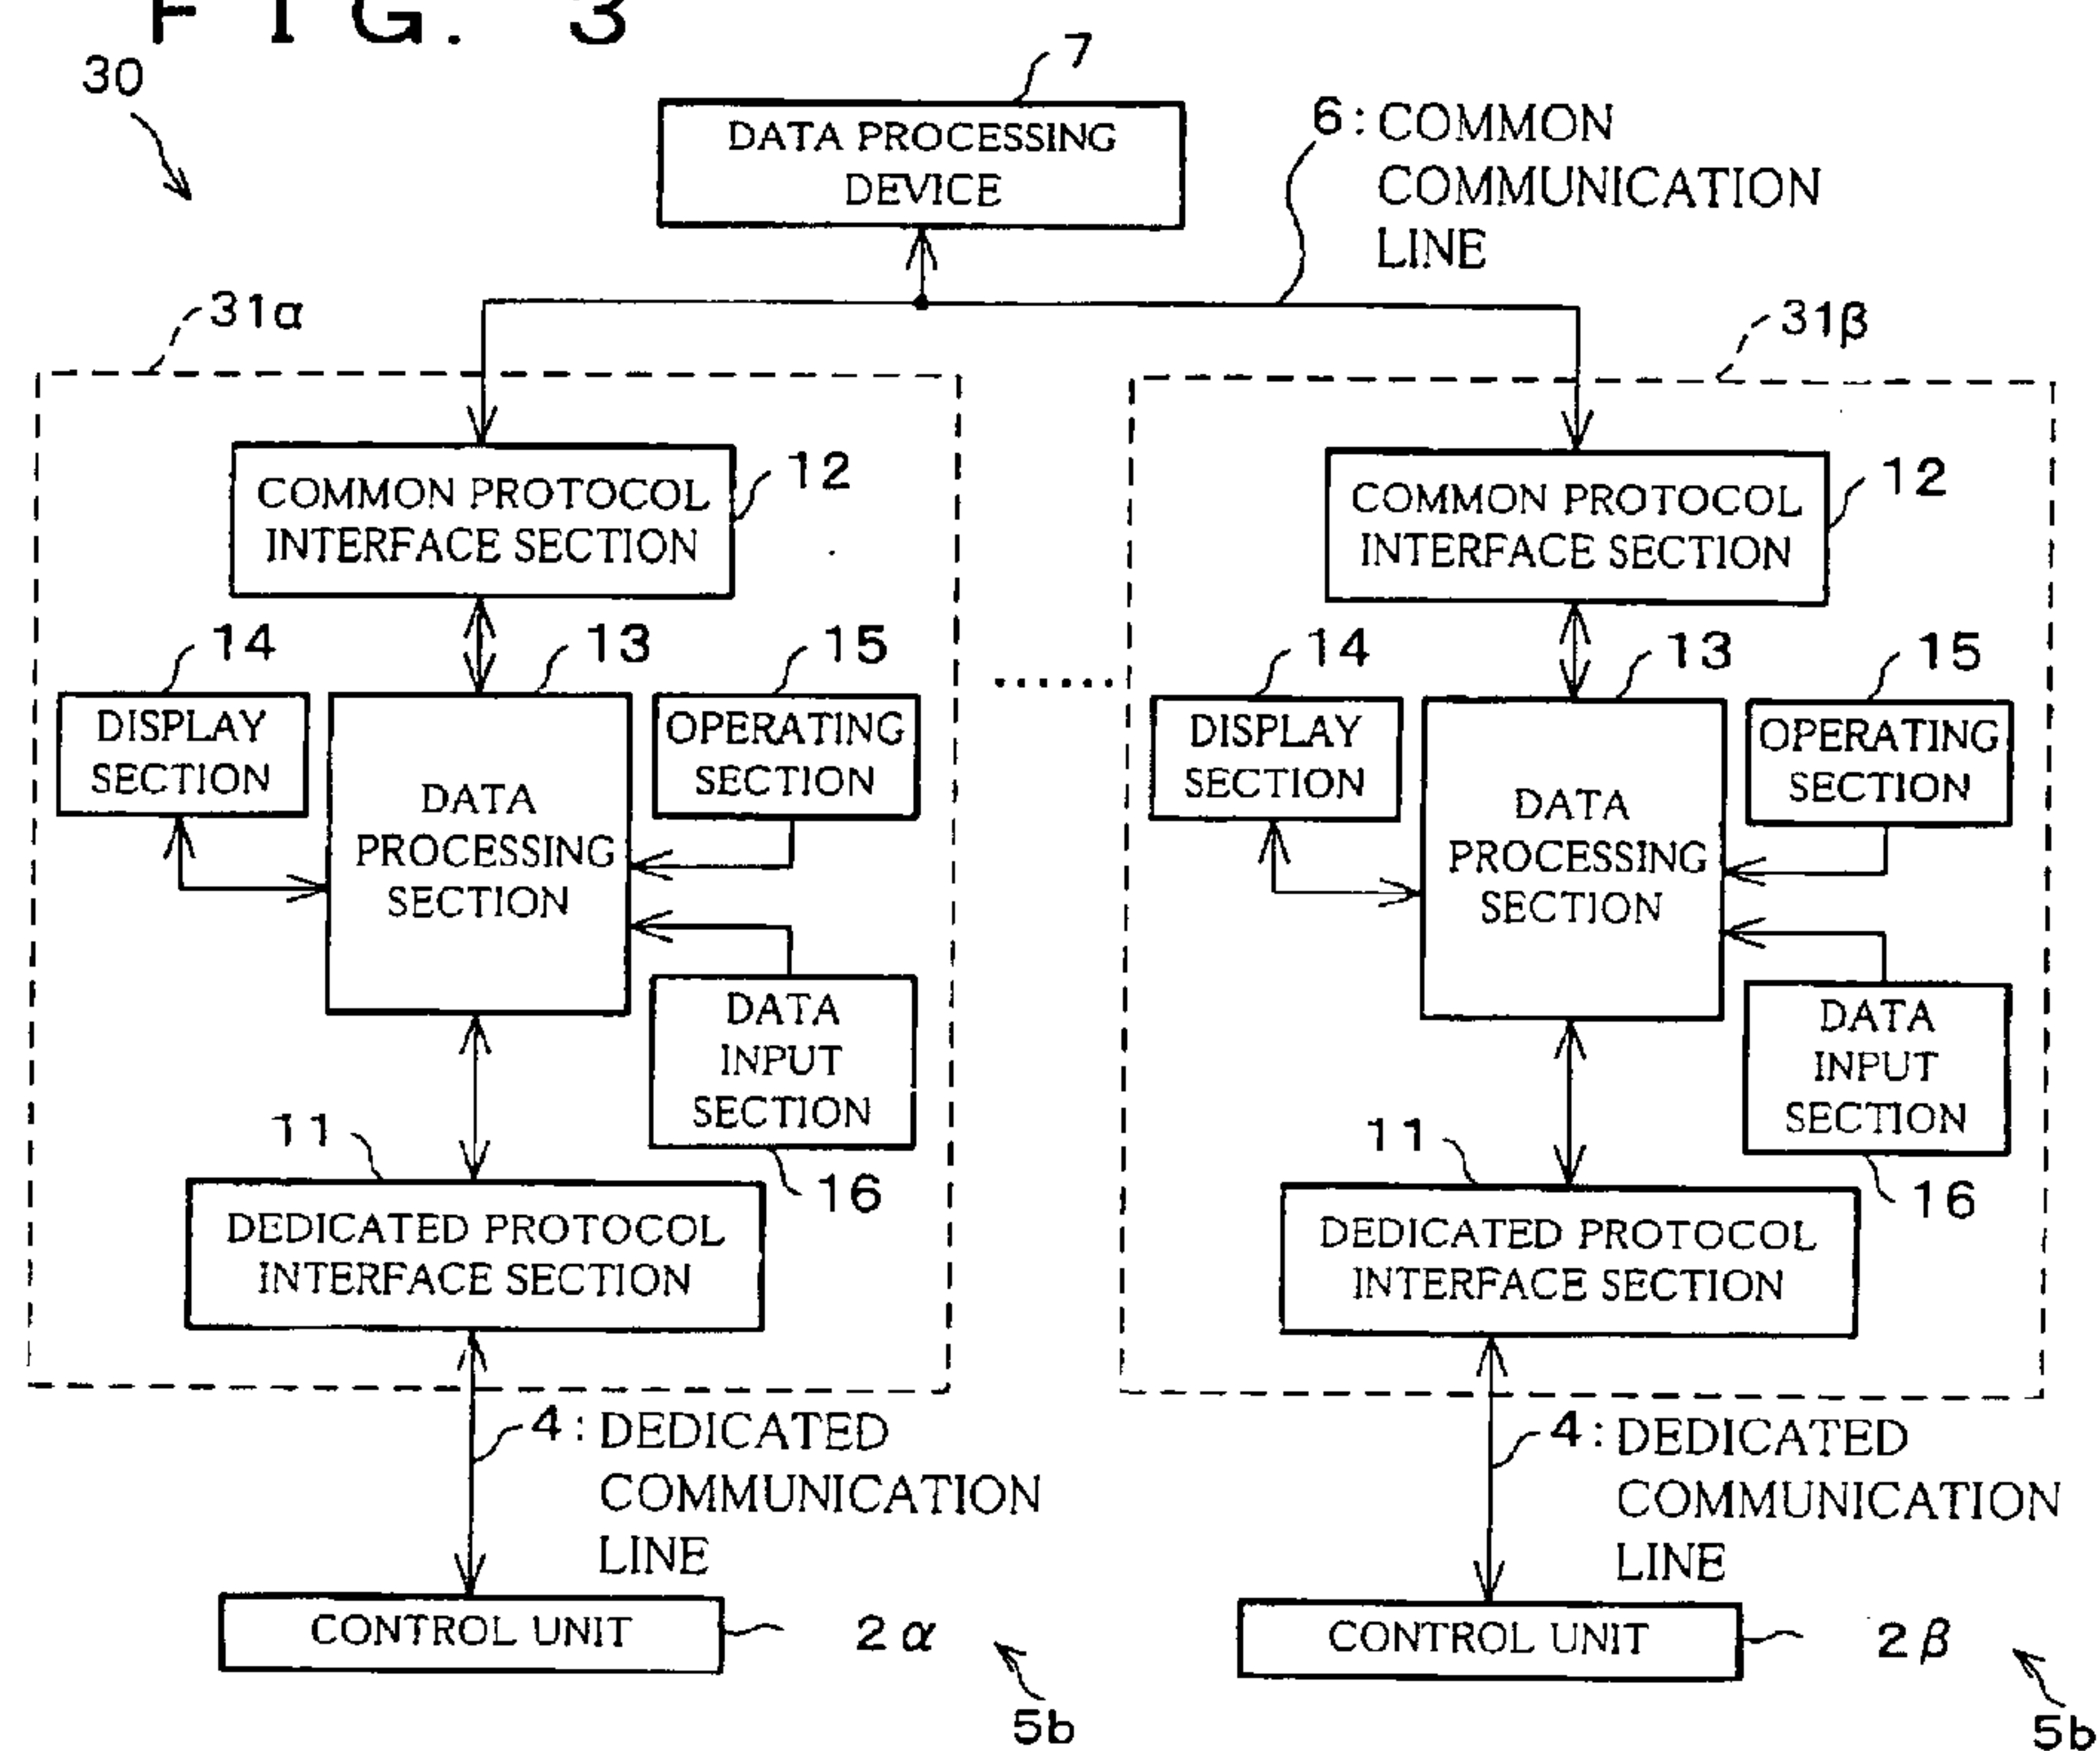 FIG. 3
30
7
DATA PROCESSING
DEVICE
6: COMMON
COMMUNICATION
LINE
31α
31β
COMMON PROTOCOL
INTERFACE SECTION
12
COMMON PROTOCOL
INTERFACE SECTION
12
14
13
15
DISPLAY
SECTION
DATA
PROCESSING
SECTION
OPERATING
SECTION
DATA
INPUT
SECTION
16
11
DEDICATED PROTOCOL
INTERFACE SECTION
......
14
13
15
DISPLAY
SECTION
DATA
PROCESSING
SECTION
OPERATING
SECTION
DATA
INPUT
SECTION
16
11
DEDICATED PROTOCOL
INTERFACE SECTION
4: DEDICATED
COMMUNICATION
LINE
CONTROL UNIT
2α
5b
4: DEDICATED
COMMUNICATION
LINE
CONTROL UNIT
2β
5b